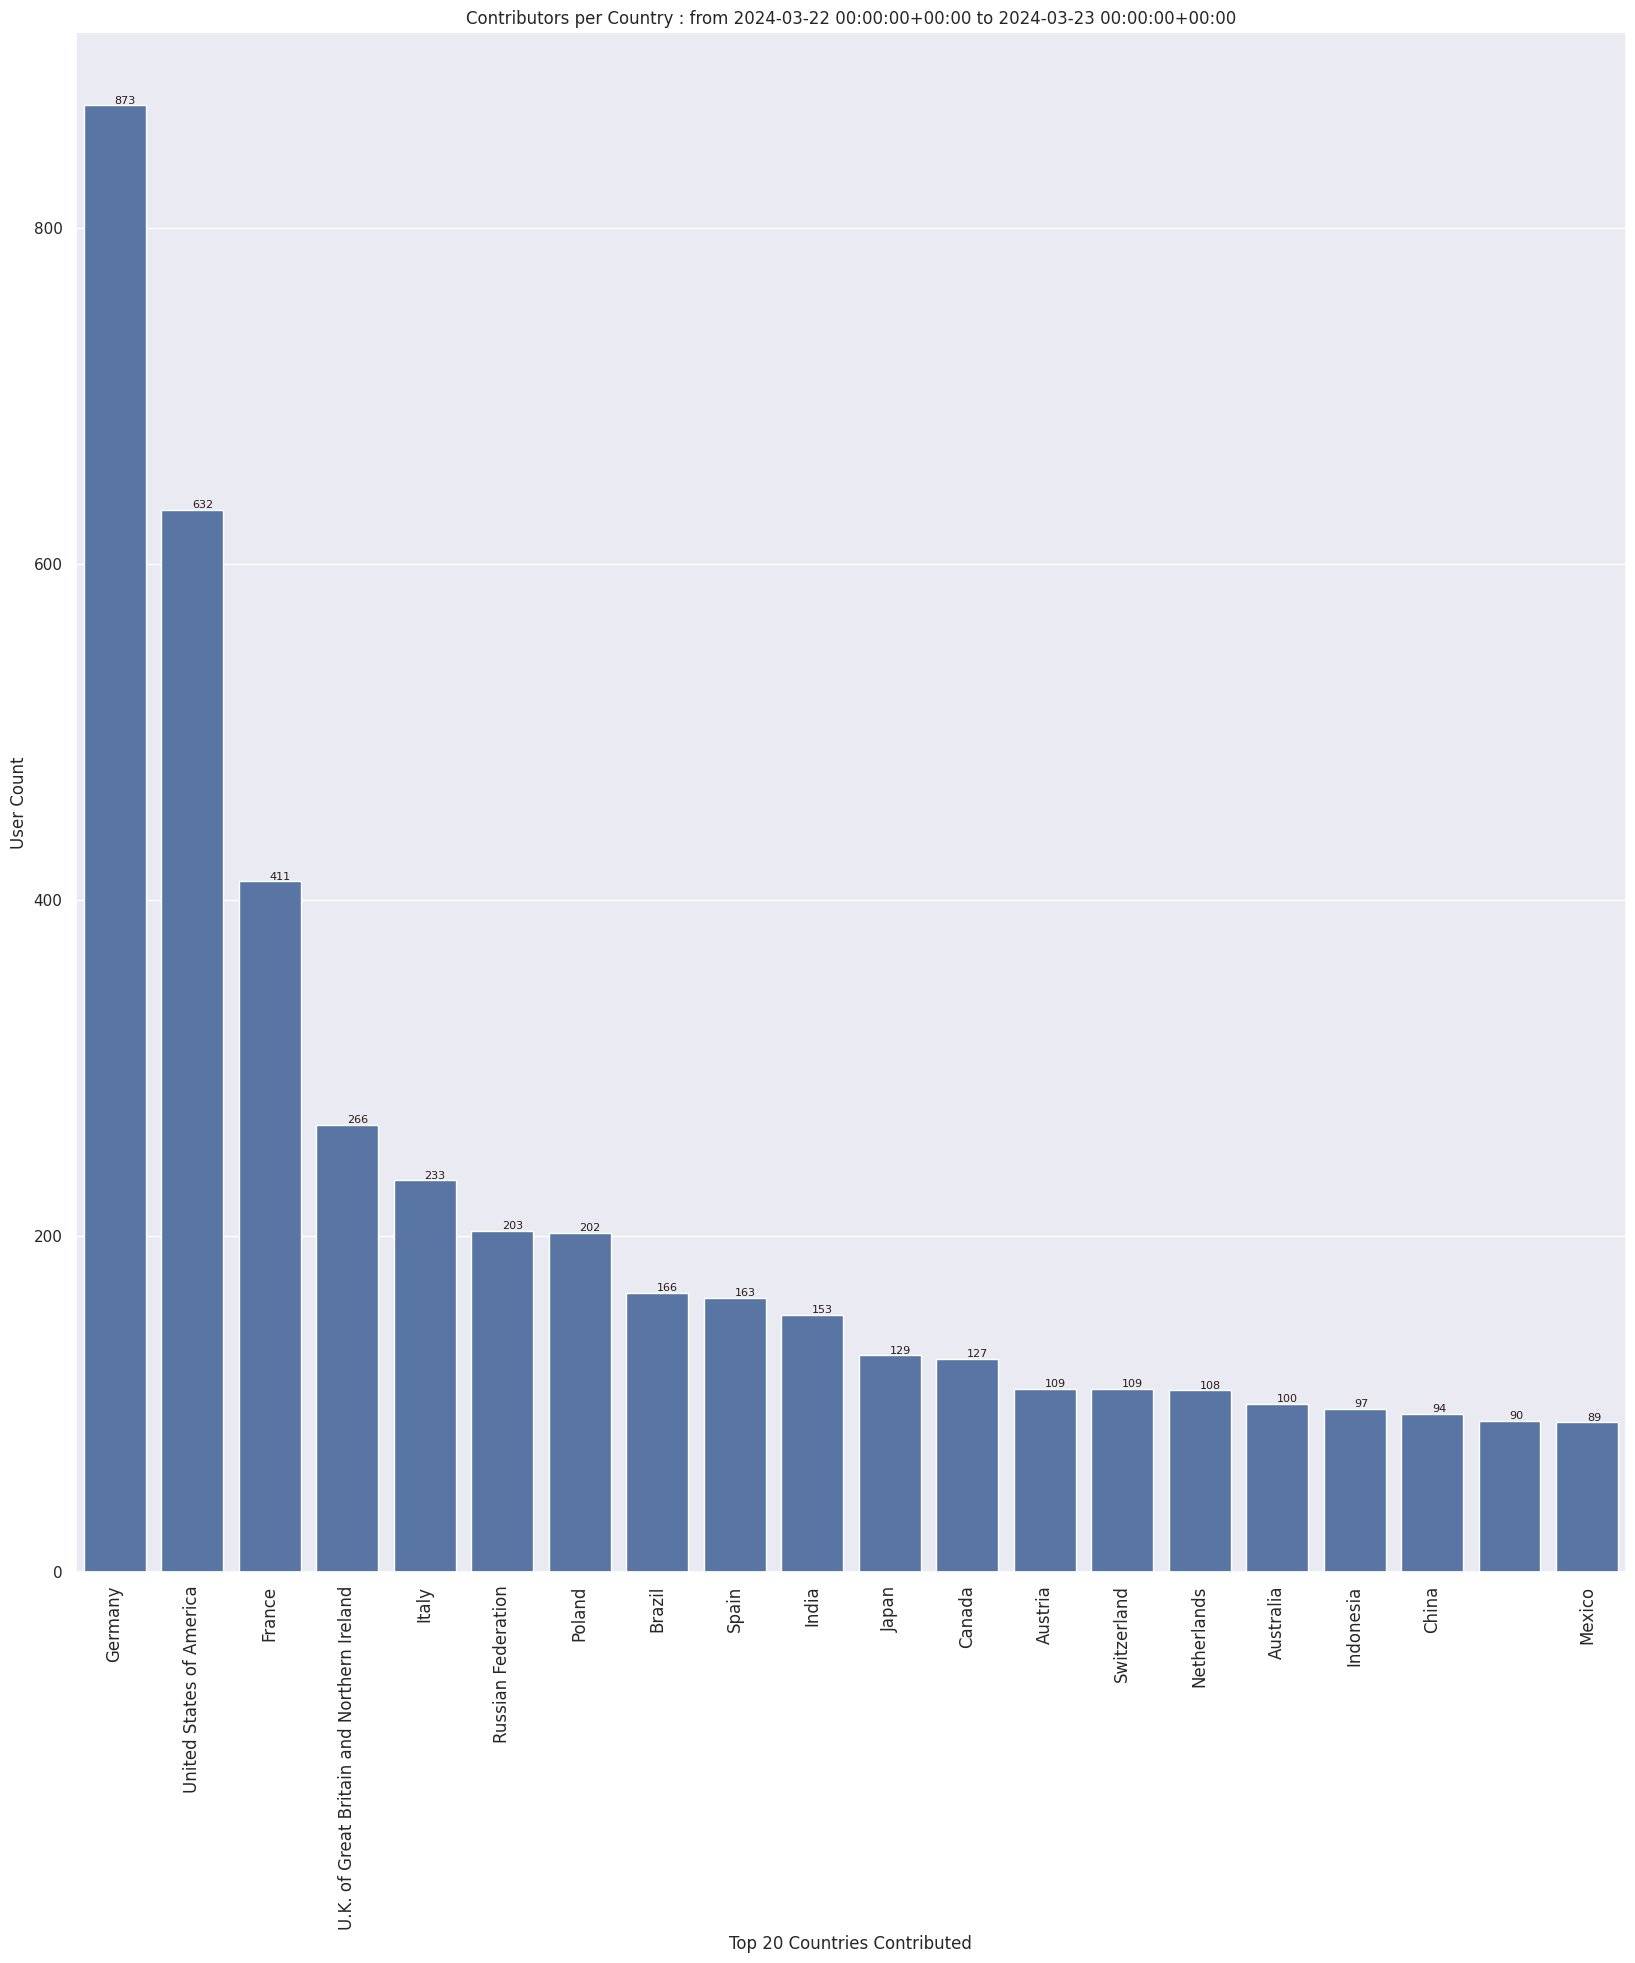 Contributors per Country : from 2024-03-22 00:00:00+00:00 to 2024-03-23 00:00:00+00:00
User Count
800
600
400
200
0
873
632
411
266
233
203
202
166
163
153
129
127
109
109
108
100
97
94
90
89
Germany
United States of America
France
U.K. of Great Britain and Northern Ireland
Italy
Russian Federation
Poland
Brazil
Spain
India
Japan
Canada
Austria
Switzerland
Netherlands
Australia
Indonesia
China
Mexico
Top 20 Countries Contributed